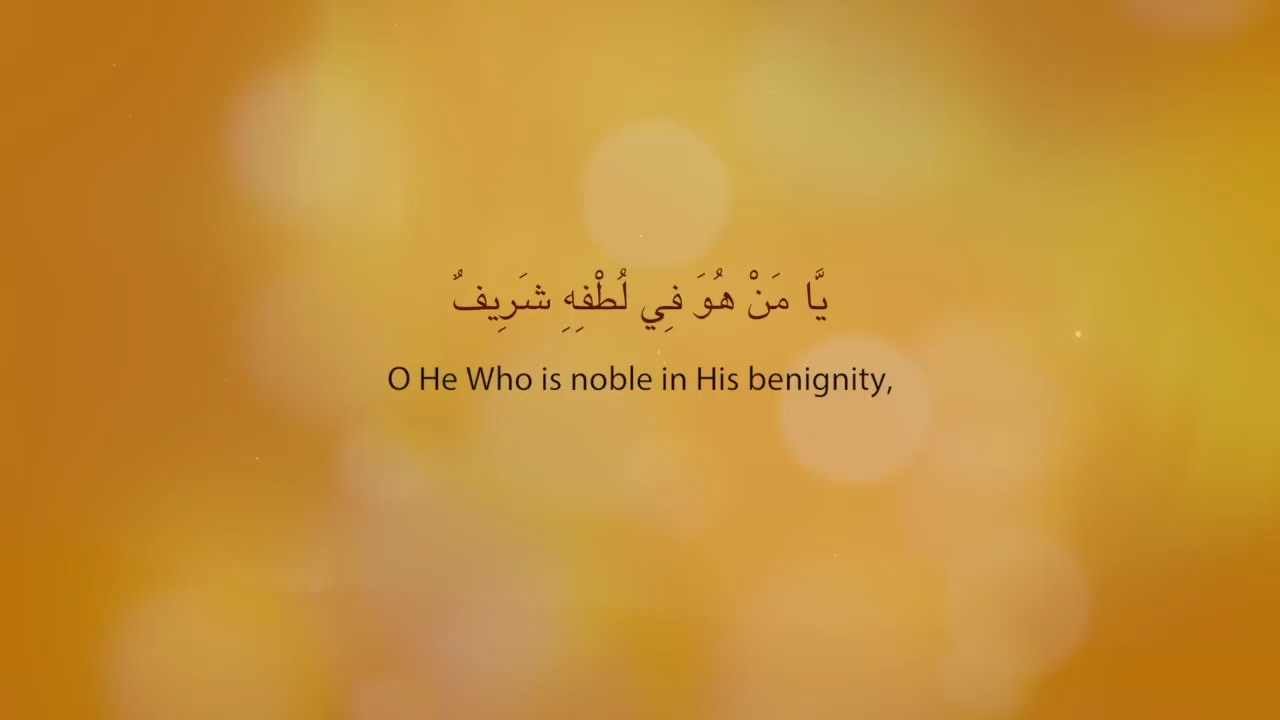 يَّا مَنْ هُوَ فِي لُطْفِهِ شَرِيفٌ
O He Who is noble in His benignity,